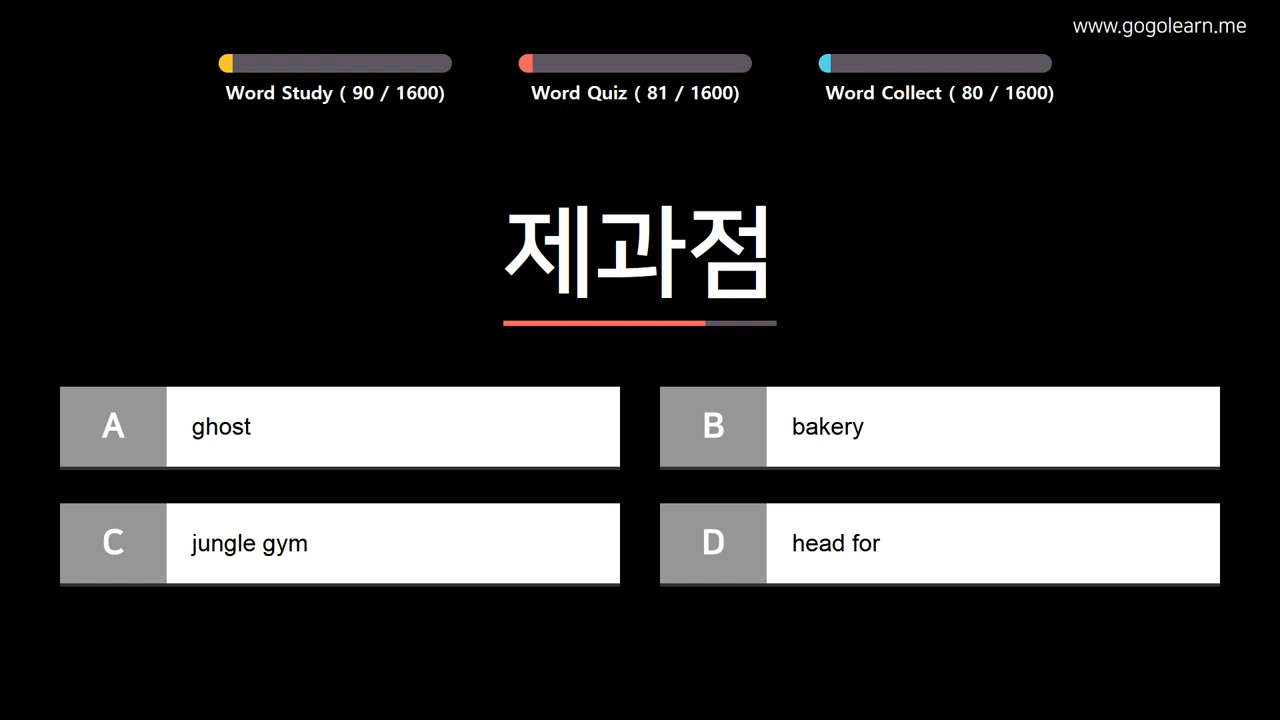 www.gogolearn.me
Word Study ( 90 / 1600)
Word Quiz ( 81 / 1600)
Word Collect ( 80 / 1600)
제과점
A
ghost
B
bakery
C
jungle gym
D
head for